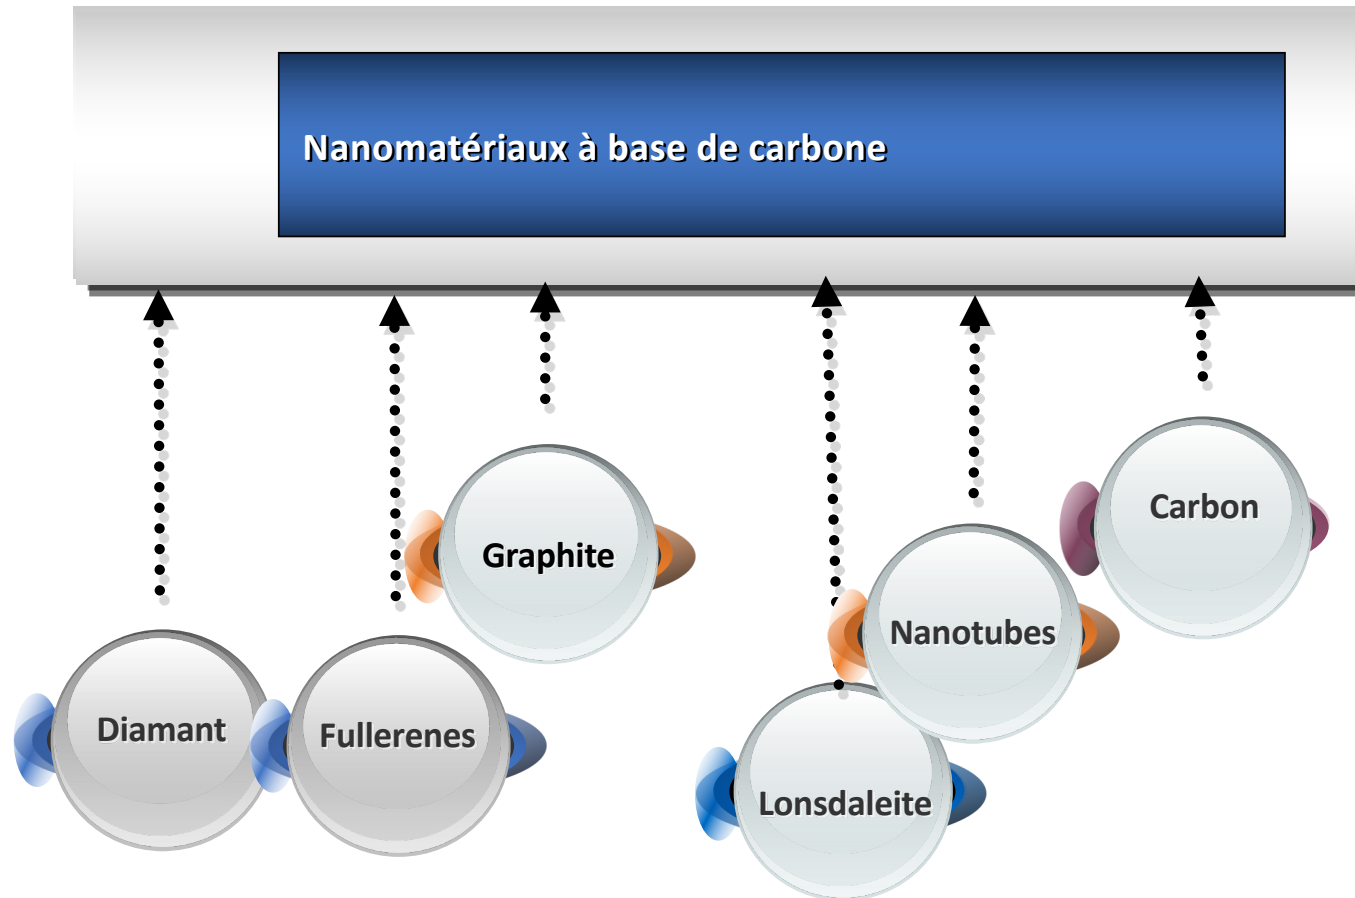 Nanomatériaux à base de carbone
Graphite
Carbon
Nanotubes
Diamant
Fullerenes
Lonsdaleite